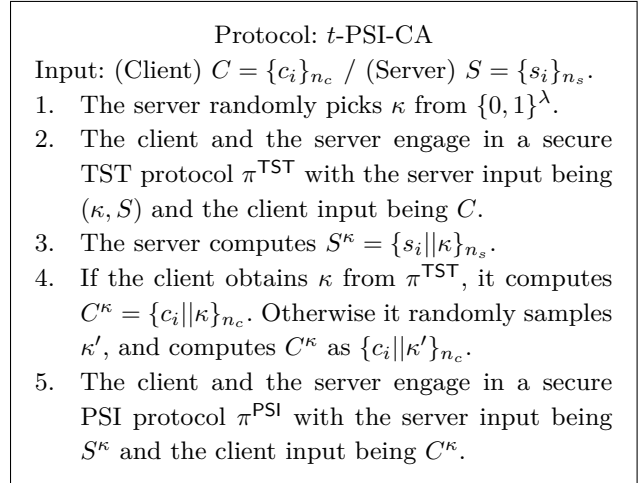 Protocol: t-PSI-CA
Input: (Client) C = {c_i}_{n_c} / (Server) S = {s_i}_{n_s}.
1. The server randomly picks κ from {0, 1}^λ.
2. The client and the server engage in a secure
TST protocol π^TST with the server input being
(κ, S) and the client input being C.
3. The server computes S^κ = {s_i||κ}_{n_s}.
4. If the client obtains κ from π^TST, it computes
C^κ = {c_i||κ}_{n_c}. Otherwise it randomly samples
κ′, and computes C^κ as {c_i||κ′}_{n_c}.
5. The client and the server engage in a secure
PSI protocol π^PSI with the server input being
S^κ and the client input being C^κ.